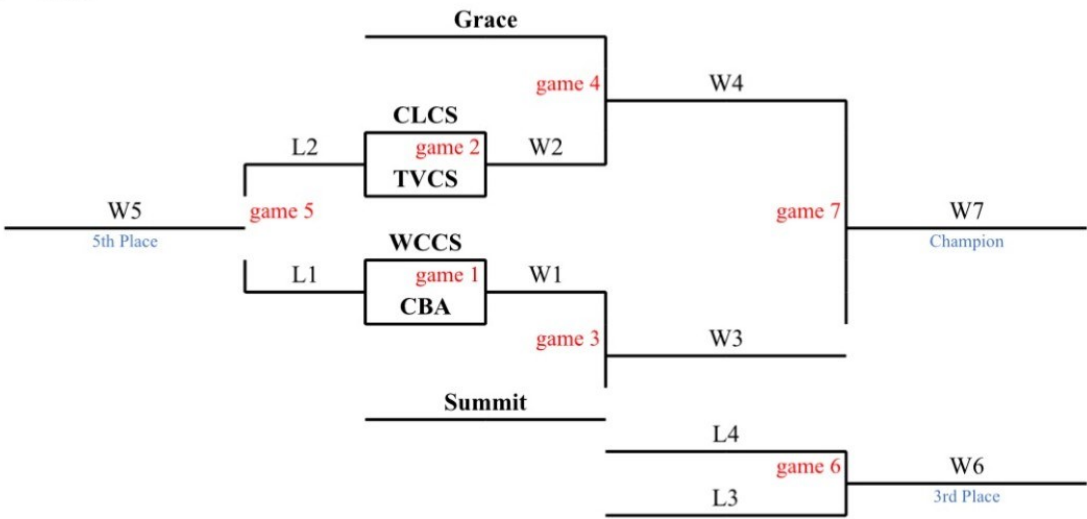 Grace
game 4
W4
CLCS
L2
game 2
W2
TVCS
W5
game 5
game 7
W7
5th Place
Champion
WCCS
L1
game 1
W1
CBA
game 3
W3
Summit
L4
game 6
W6
L3
3rd Place